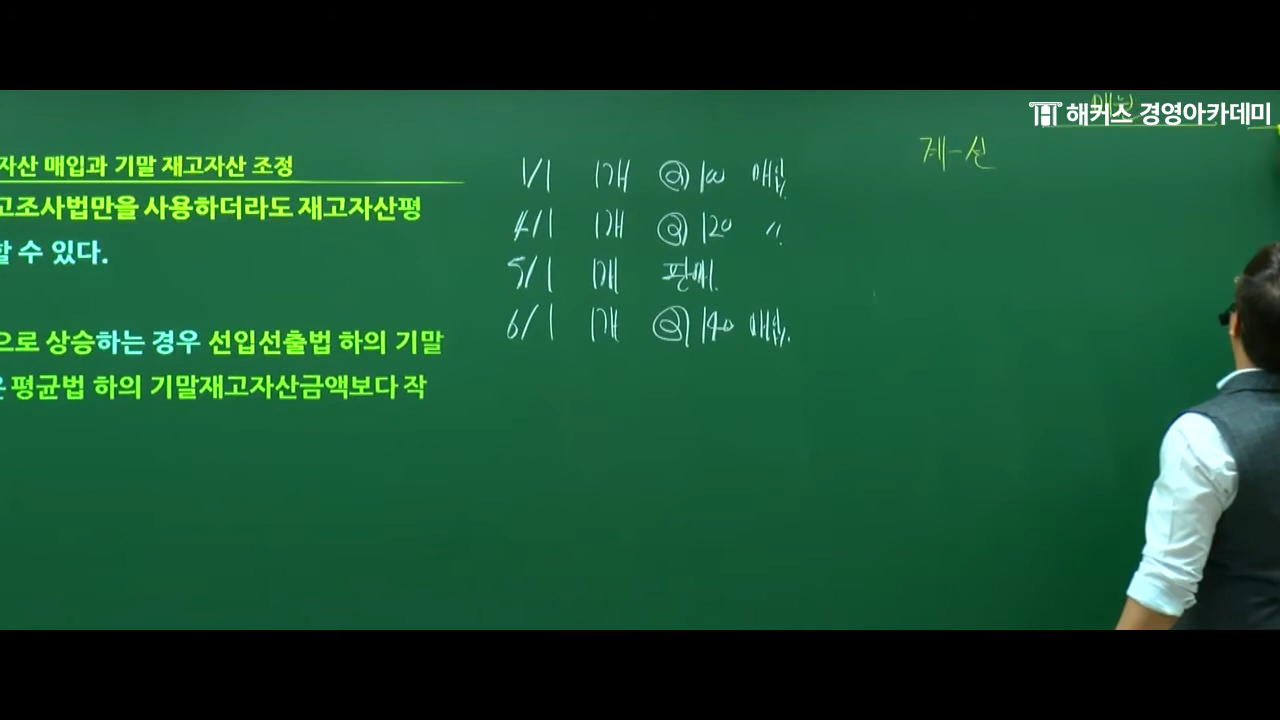 해커스 경영아카데미
자산 매입과 기말 재고자산 조정
고조사법만을 사용하더라도 재고자산평
할 수 있다.
으로 상승하는 경우 선입선출법 하의 기말
은 평균법 하의 기말재고자산금액보다 작
1/1 1개 @100 매입
4/1 1개 @120 〃
5/1 1개 판매
6/1 1개 @140 매입
계-선